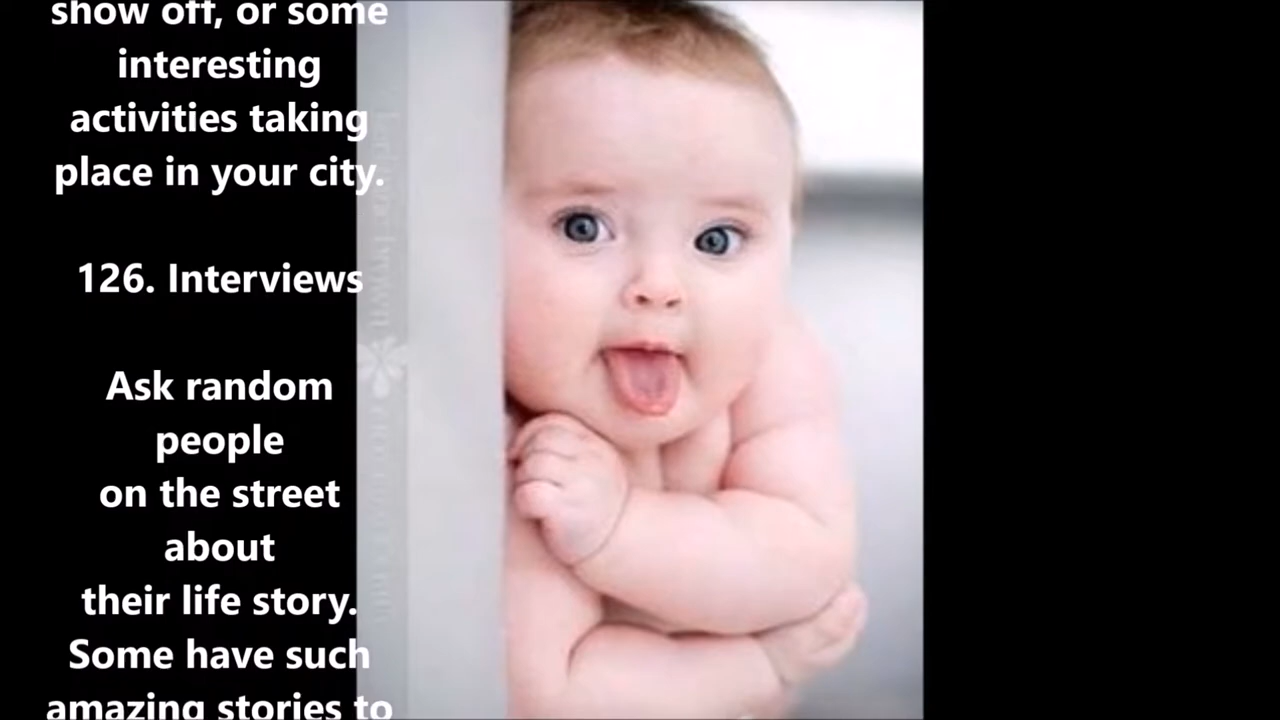 show off, or some
interesting
activities taking
place in your city.
126. Interviews
Ask random
people
on the street
about
their life story.
Some have such
amazing stories to